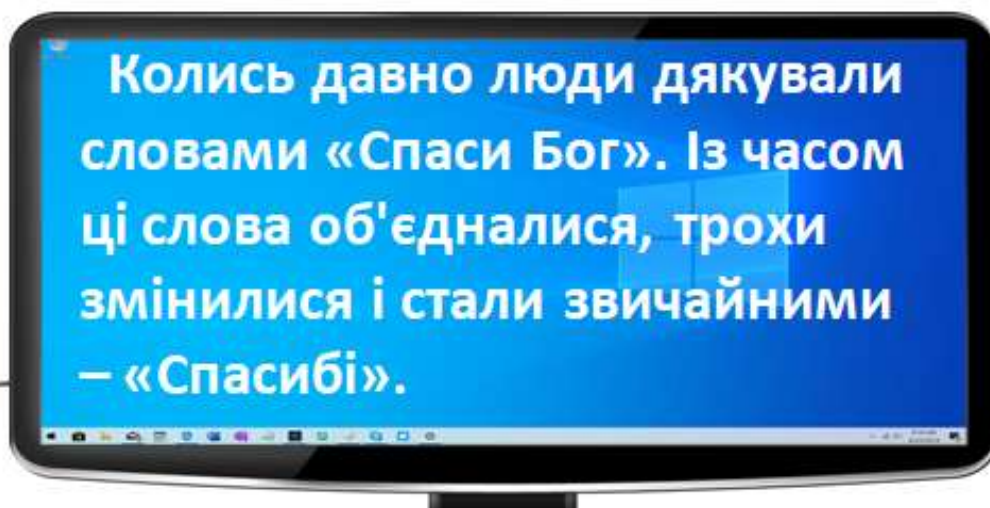 Колись давно люди дякували
словами «Спаси Бог». Із часом
ці слова об'єдналися, трохи
змінилися і стали звичайними
– «Спасибі».